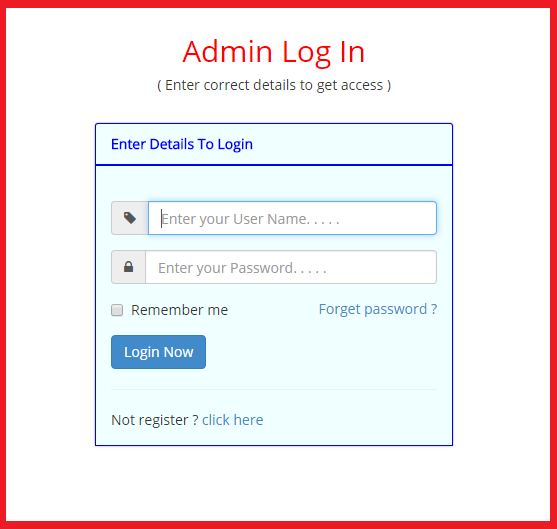 Admin Log In
( Enter correct details to get access )
Enter Details To Login
Enter your User Name. . . . .
Enter your Password. . . . .
Remember me Forget password ?
Login Now
Not register ? click here